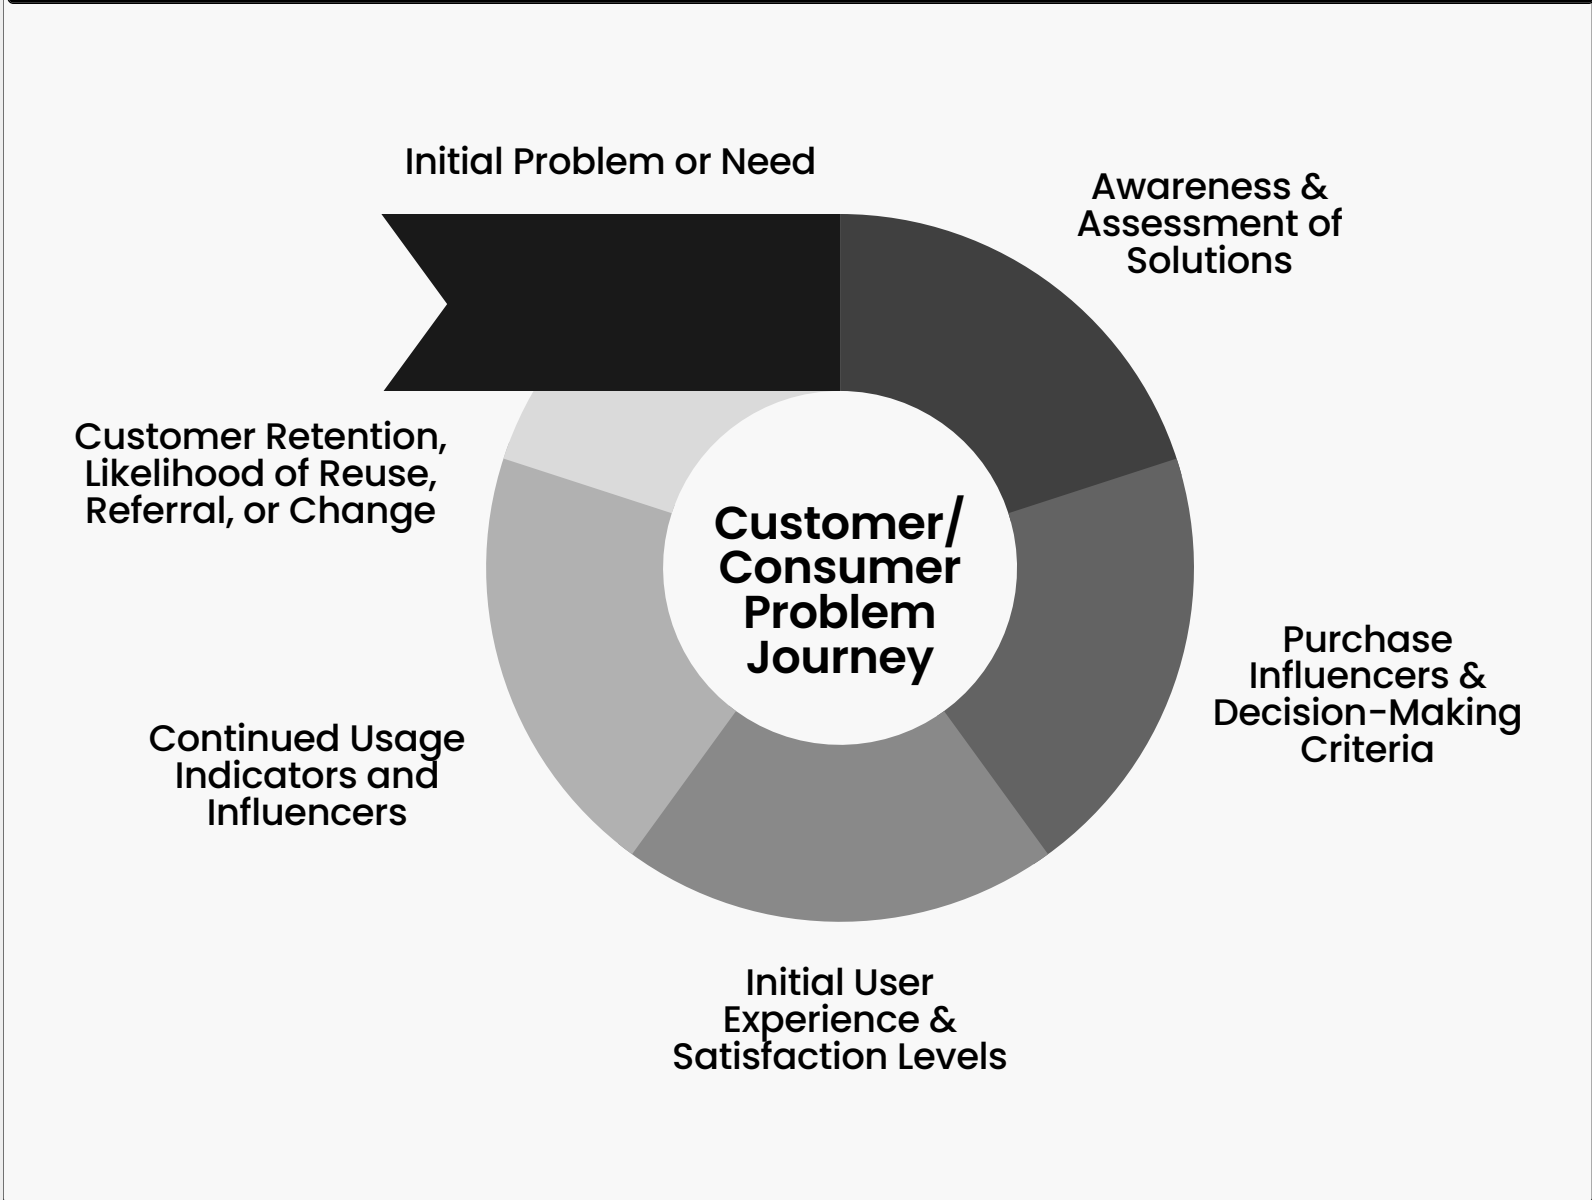 Initial Problem or Need
Awareness &
Assessment of
Solutions
Customer Retention,
Likelihood of Reuse,
Referral, or Change
Customer/
Consumer
Problem
Journey
Purchase
Influencers &
Decision-Making
Criteria
Continued Usage
Indicators and
Influencers
Initial User
Experience &
Satisfaction Levels